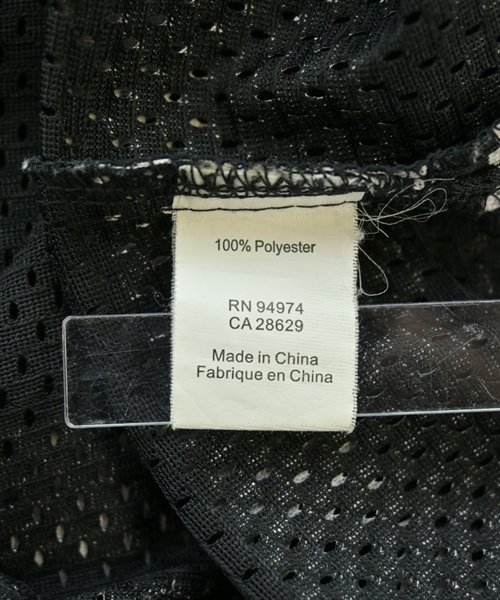 100% Polyester
RN 94974
CA 28629
Made in China
Fabrique en China